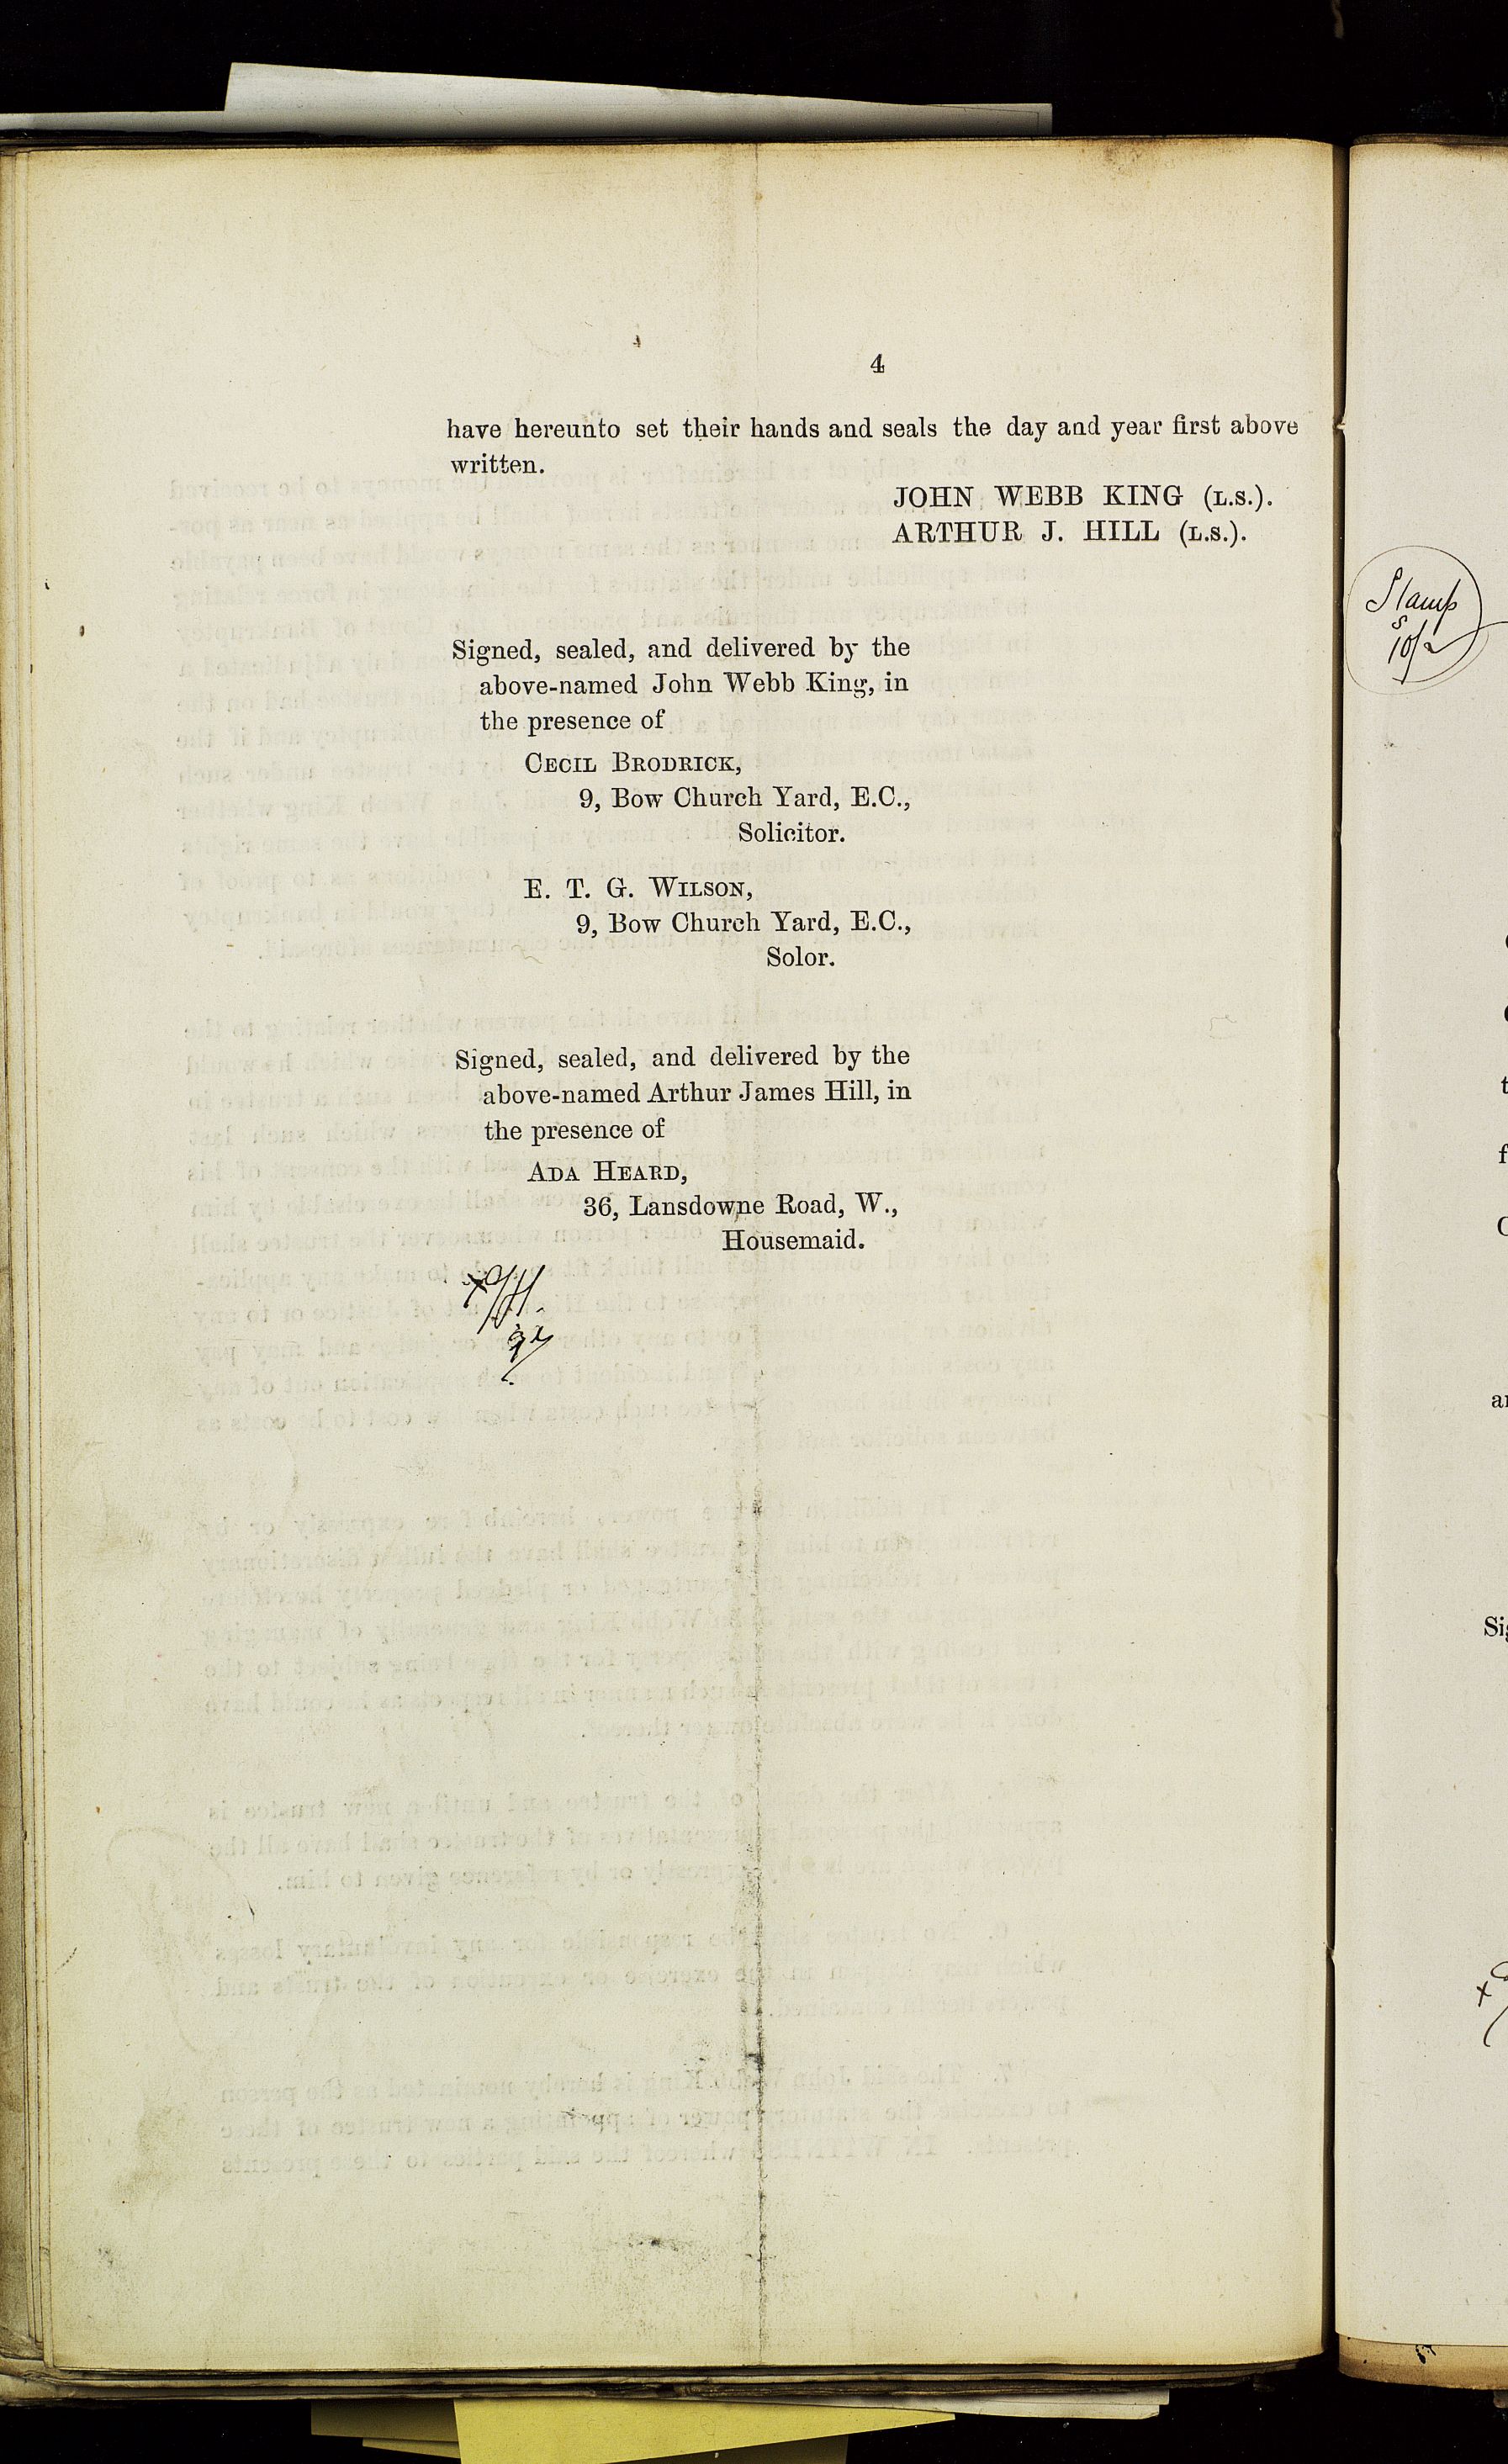 4
have hereunto set their hands and seals the day and year first above
written.
JOHN WEBB KING (L.S.).
ARTHUR J. HILL (L.S.).
Signed, sealed, and delivered by the
above-named John Webb King, in
the presence of
CECIL BRODRICK,
9, Bow Church Yard, E.C.,
Solicitor.
E. T. G. WILSON,
9, Bow Church Yard, E.C.,
Solor.
Signed, sealed, and delivered by the
above-named Arthur James Hill, in
the presence of
ADA HEARD,
36, Lansdowne Road, W.,
Housemaid.
Stamp
10/-